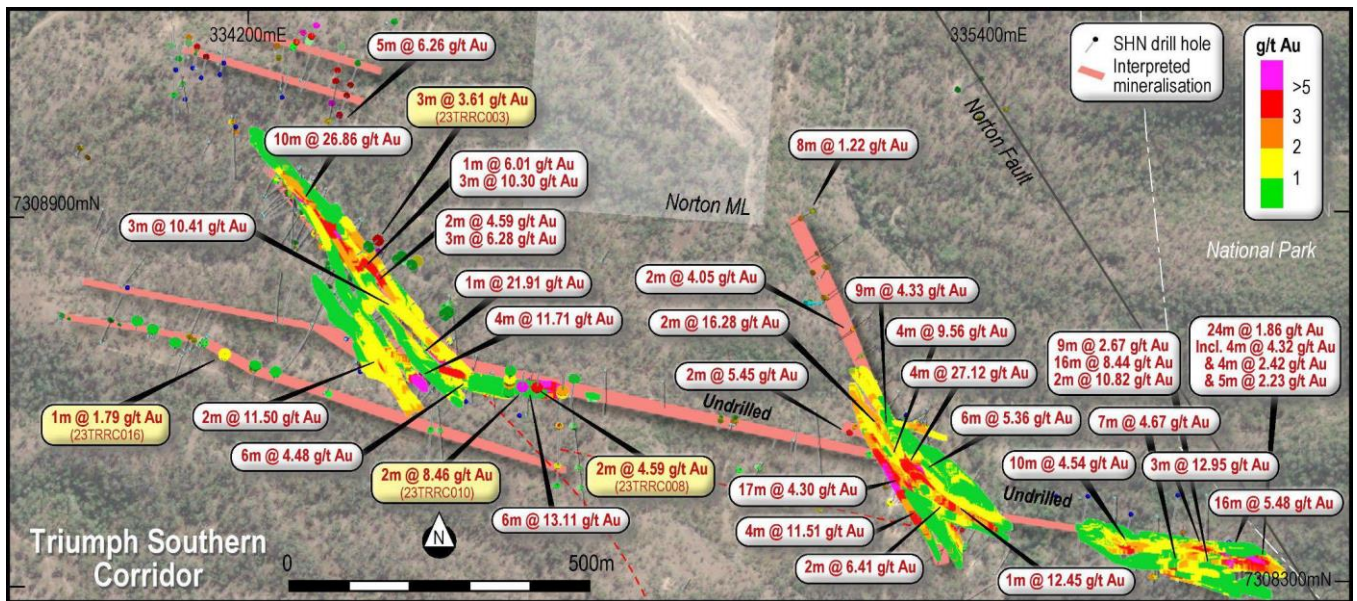 334200mE
335400mE
SHN drill hole
Interpreted
mineralisation
g/t Au
>5
3
2
1
5m @ 6.26 g/t Au
3m @ 3.61 g/t Au
(23TRRC003)
10m @ 26.86 g/t Au
1m @ 6.01 g/t Au
3m @ 10.30 g/t Au
8m @ 1.22 g/t Au
Norton Fault
7308900mN
Norton ML
National Park
3m @ 10.41 g/t Au
2m @ 4.59 g/t Au
3m @ 6.28 g/t Au
1m @ 21.91 g/t Au
4m @ 11.71 g/t Au
2m @ 4.05 g/t Au
9m @ 4.33 g/t Au
2m @ 16.28 g/t Au
4m @ 9.56 g/t Au
9m @ 2.67 g/t Au
16m @ 8.44 g/t Au
2m @ 10.82 g/t Au
24m @ 1.86 g/t Au
Incl. 4m @ 4.32 g/t Au
& 4m @ 2.42 g/t Au
& 5m @ 2.23 g/t Au
2m @ 5.45 g/t Au
4m @ 27.12 g/t Au
Undrilled
6m @ 5.36 g/t Au
7m @ 4.67 g/t Au
1m @ 1.79 g/t Au
(23TRRC016)
2m @ 11.50 g/t Au
6m @ 4.48 g/t Au
2m @ 8.46 g/t Au
(23TRRC010)
2m @ 4.59 g/t Au
(23TRRC008)
17m @ 4.30 g/t Au
10m @ 4.54 g/t Au
3m @ 12.95 g/t Au
Undrilled
16m @ 5.48 g/t Au
6m @ 13.11 g/t Au
4m @ 11.51 g/t Au
2m @ 6.41 g/t Au
1m @ 12.45 g/t Au
7308300mN
Triumph Southern
Corridor
N
0
500m